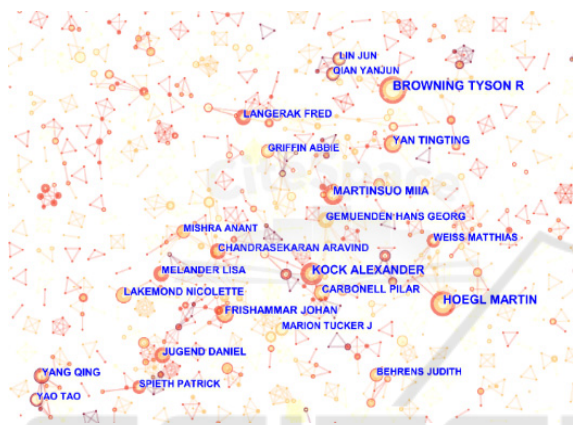 LIN JUN
QIAN YANJUN
BROWNING TYSON R
LANGERAK FRED
YAN TINGTING
GRIFFIN ABBIE
CiteSpace
MARTINSUO MIIA
GEMUENDEN HANS GEORG
MISHRA ANANT
WEISS MATTHIAS
CHANDRASEKARAN ARAVIND
MELANDER LISA
KOCK ALEXANDER
LAKEMOND NICOLETTE
CARBONELL PILAR
HOEGL MARTIN
FRISHAMMAR JOHAN
MARION TUCKER J
JUGEND DANIEL
YANG QING
BEHRENS JUDITH
SPIETH PATRICK
YAO TAO